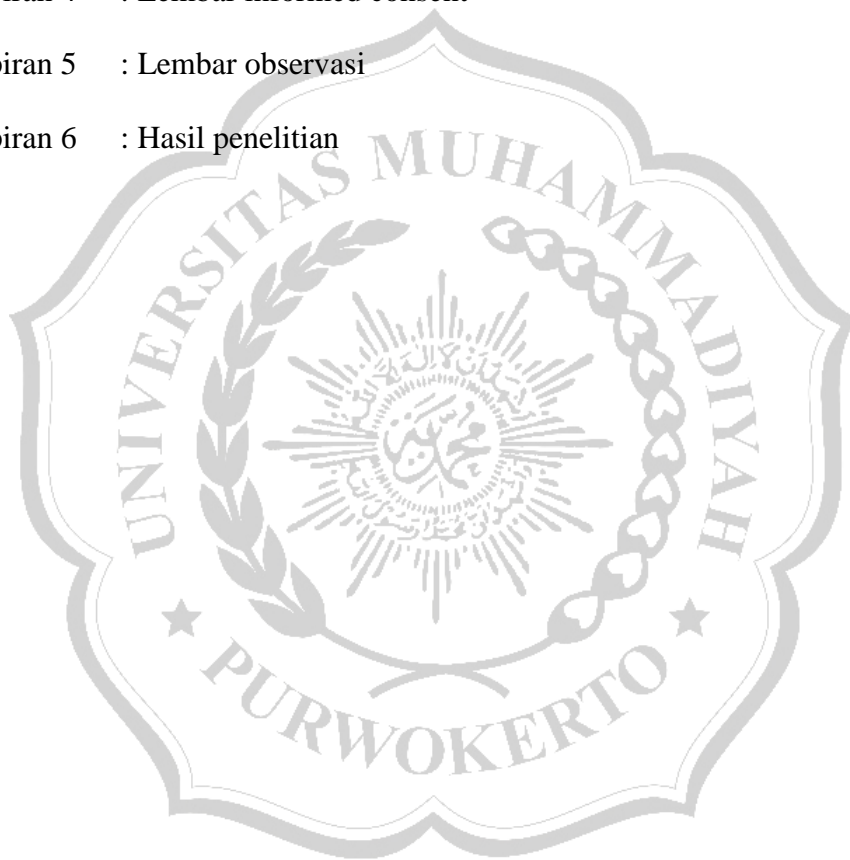 piran 5 : Lembar observasi
piran 6 : Hasil penelitian
UNIVERSITAS MUHAMMADIYAH
PURWOKERTO